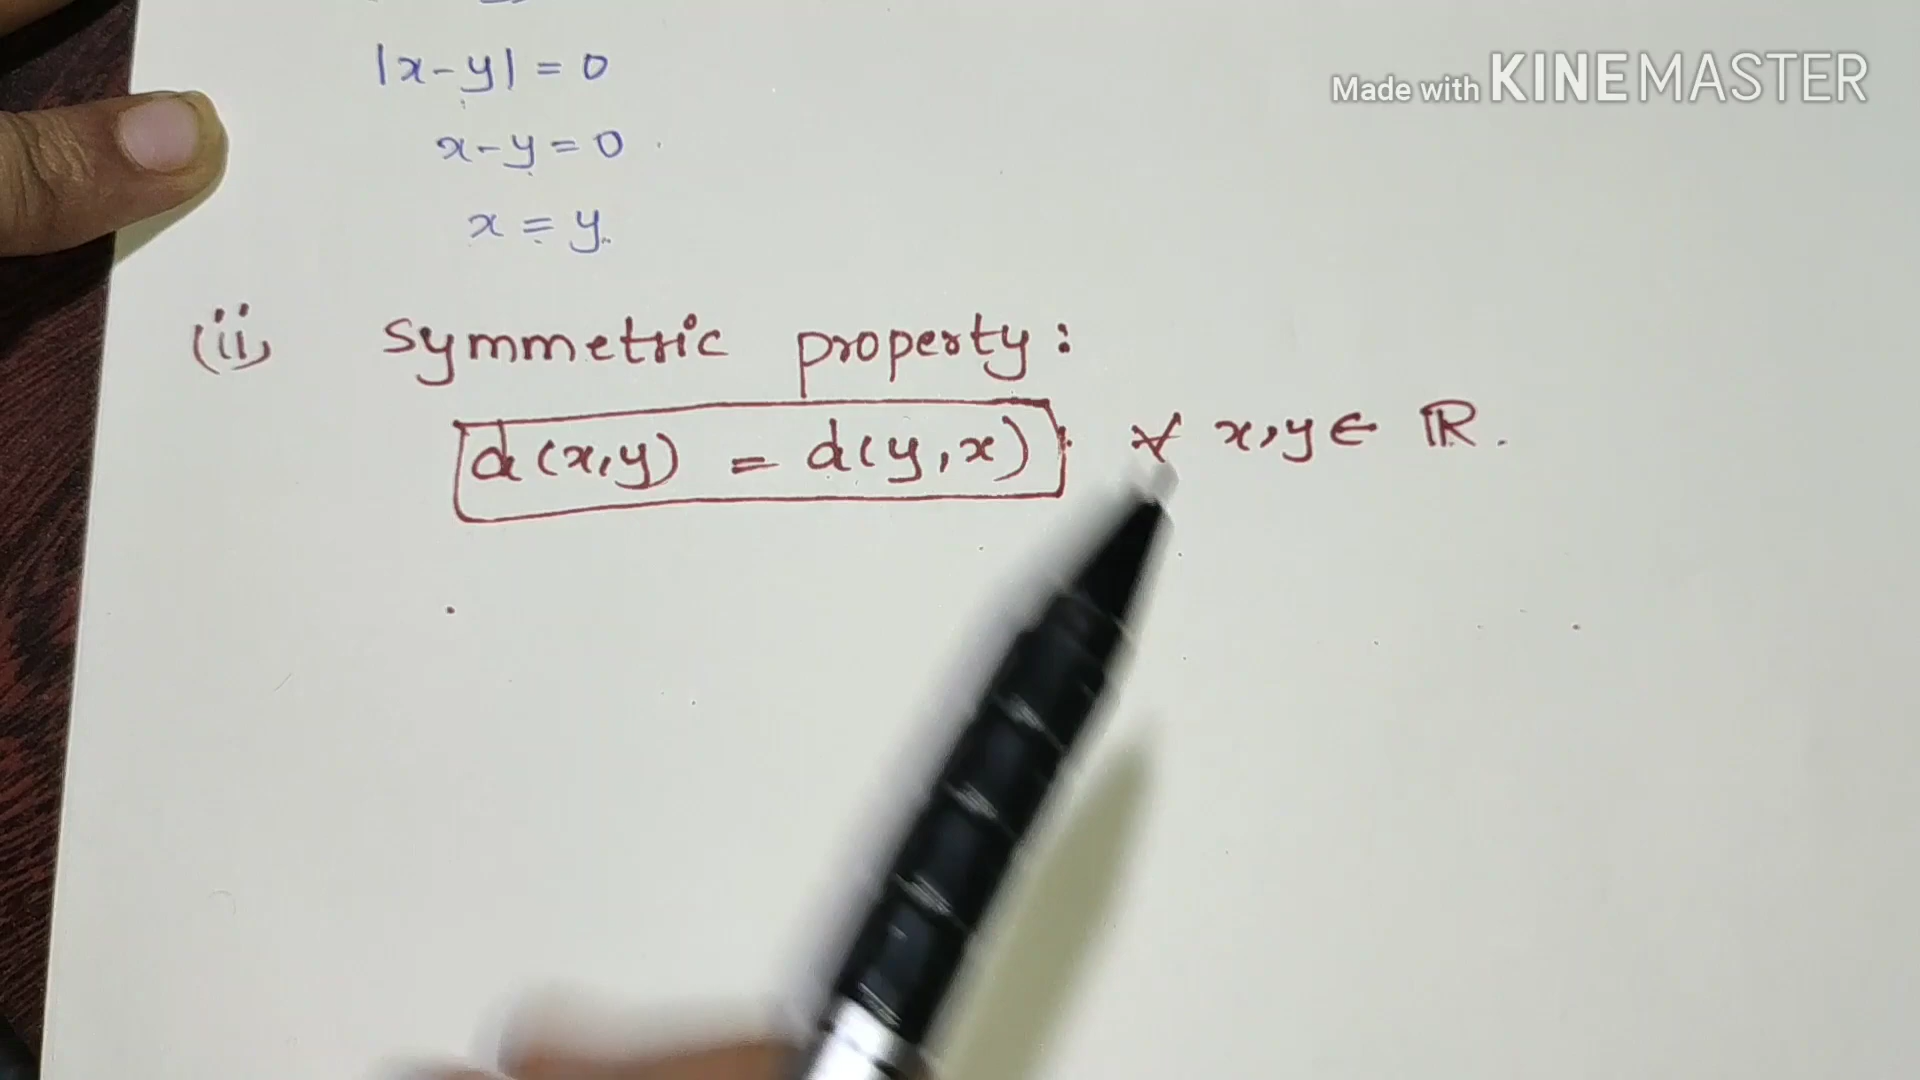 |x-y| = 0
Made with KINEMASTER
x-y = 0
x = y.
(ii) Symmetric property:
d(x,y) = d(y,x). ∀ x,y ∈ ℝ.